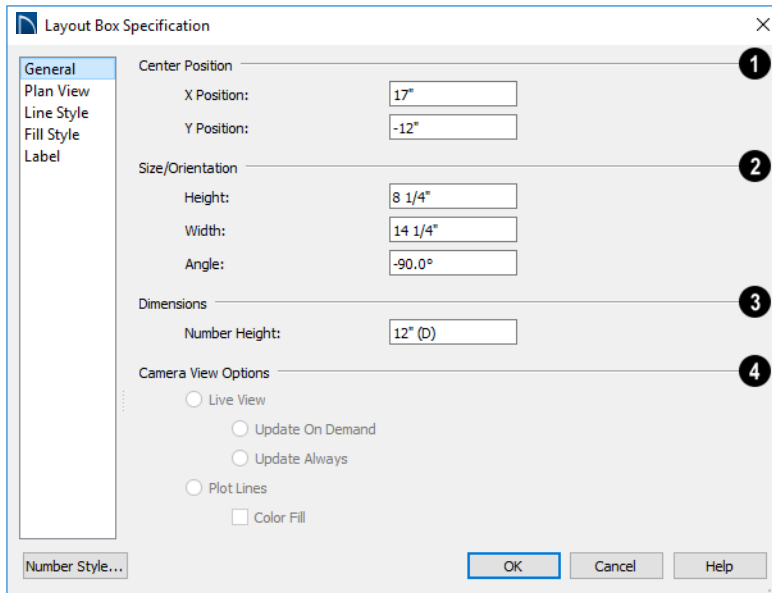 Layout Box Specification
General
Plan View
Line Style
Fill Style
Label
Center Position
1
X Position:
17"
Y Position:
-12"
Size/Orientation
2
Height:
8 1/4"
Width:
14 1/4"
Angle:
-90.0°
Dimensions
3
Number Height:
12" (D)
Camera View Options
4
Live View
Update On Demand
Update Always
Plot Lines
Color Fill
Number Style...
OK
Cancel
Help